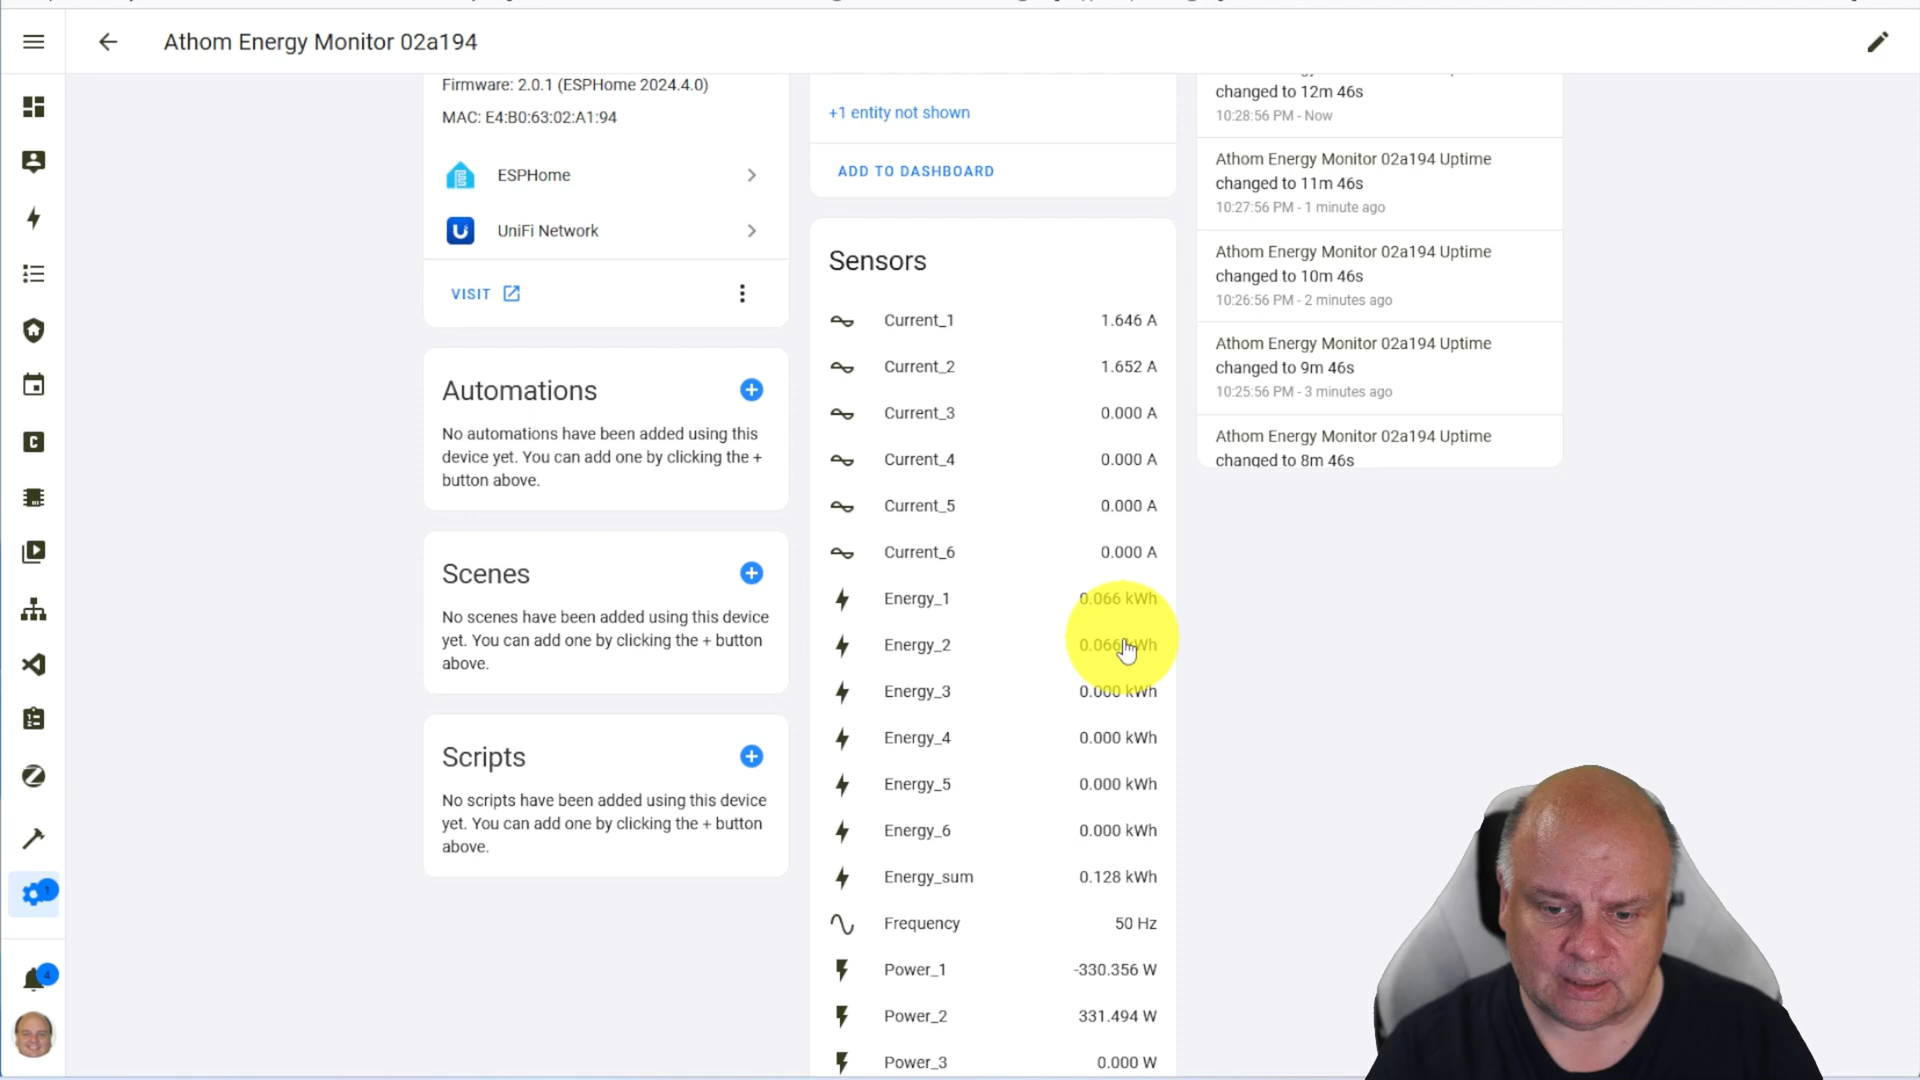 Athom Energy Monitor 02a194
Firmware: 2.0.1 (ESPHome 2024.4.0)
MAC: E4:B0:63:02:A1:94
ESPHome
UniFi Network
VISIT
Automations
No automations have been added using this
device yet. You can add one by clicking the +
button above.
Scenes
No scenes have been added using this device
yet. You can add one by clicking the + button
above.
Scripts
No scripts have been added using this device
yet. You can add one by clicking the + button
above.
+1 entity not shown
ADD TO DASHBOARD
Sensors
Current_1 1.646 A
Current_2 1.652 A
Current_3 0.000 A
Current_4 0.000 A
Current_5 0.000 A
Current_6 0.000 A
Energy_1 0.066 kWh
Energy_2 0.066 kWh
Energy_3 0.000 kWh
Energy_4 0.000 kWh
Energy_5 0.000 kWh
Energy_6 0.000 kWh
Energy_sum 0.128 kWh
Frequency 50 Hz
Power_1 -330.356 W
Power_2 331.494 W
Power_3 0.000 W
changed to 12m 46s
10:28:56 PM - Now
Athom Energy Monitor 02a194 Uptime
changed to 11m 46s
10:27:56 PM - 1 minute ago
Athom Energy Monitor 02a194 Uptime
changed to 10m 46s
10:26:56 PM - 2 minutes ago
Athom Energy Monitor 02a194 Uptime
changed to 9m 46s
10:25:56 PM - 3 minutes ago
Athom Energy Monitor 02a194 Uptime
changed to 8m 46s
C
1
4